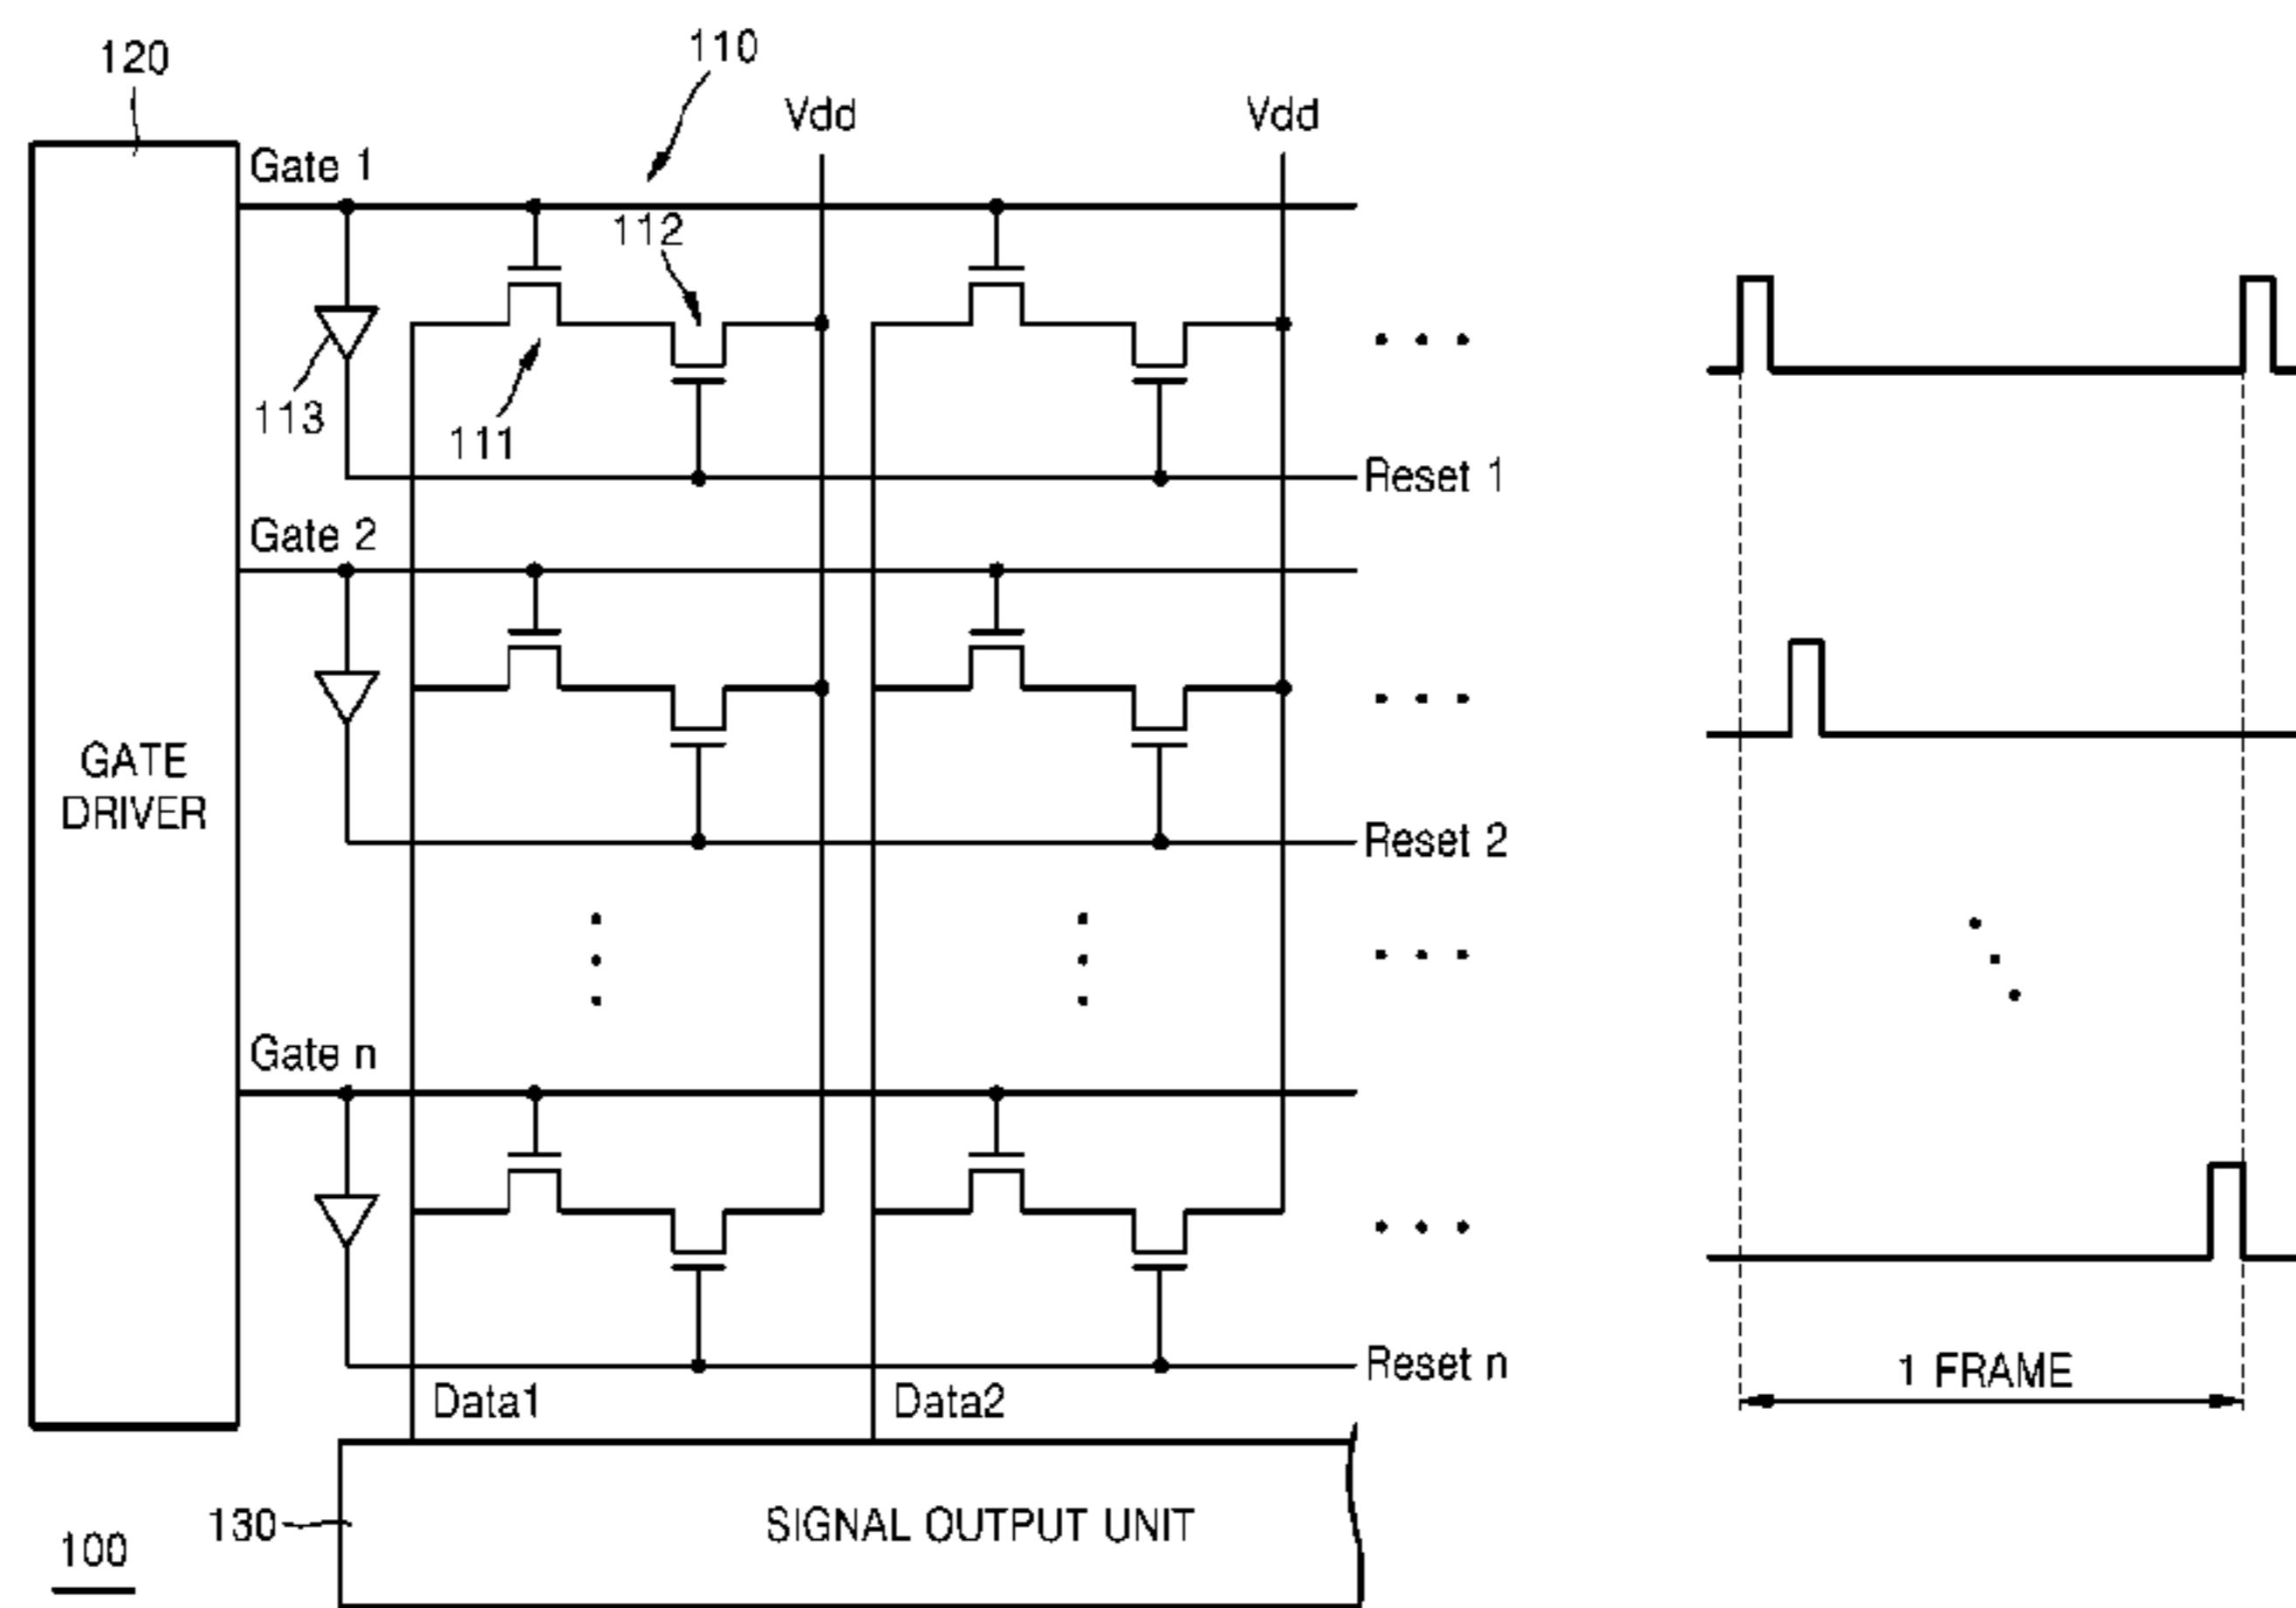 120
110
Vdd
Vdd
Gate 1
112
113
111
Reset 1
Gate 2
GATE
DRIVER
Reset 2
Gate n
Reset n
1 FRAME
Data1
Data2
130
SIGNAL OUTPUT UNIT
100